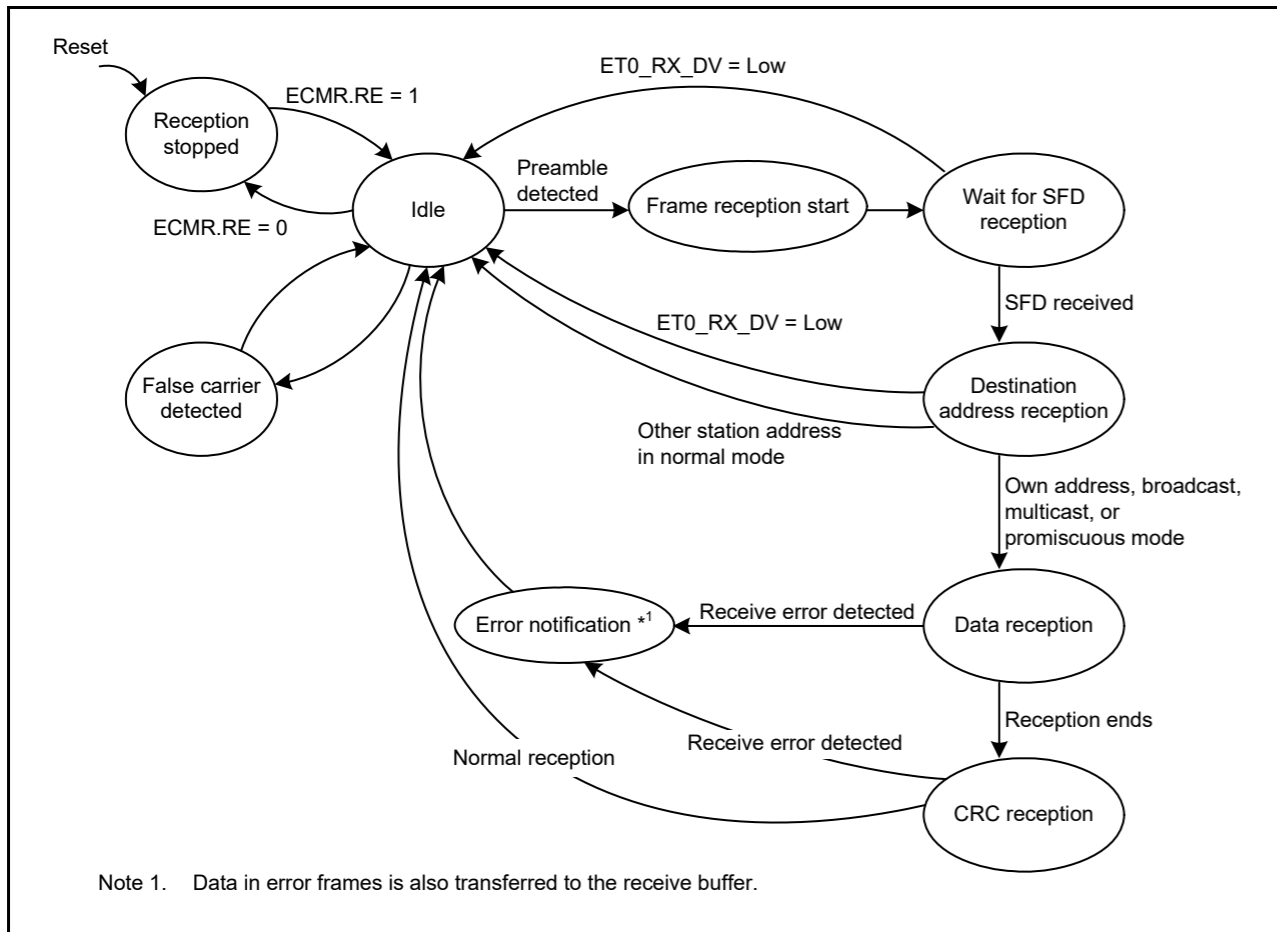 Reset
ET0_RX_DV = Low
ECMR.RE = 1
Reception
stopped
Preamble
detected
Idle
Frame reception start
Wait for SFD
reception
ECMR.RE = 0
SFD received
ET0_RX_DV = Low
False carrier
detected
Destination
address reception
Other station address
in normal mode
Own address, broadcast,
multicast, or
promiscuous mode
Receive error detected
Error notification *1
Data reception
Reception ends
Receive error detected
Normal reception
CRC reception
Note 1. Data in error frames is also transferred to the receive buffer.